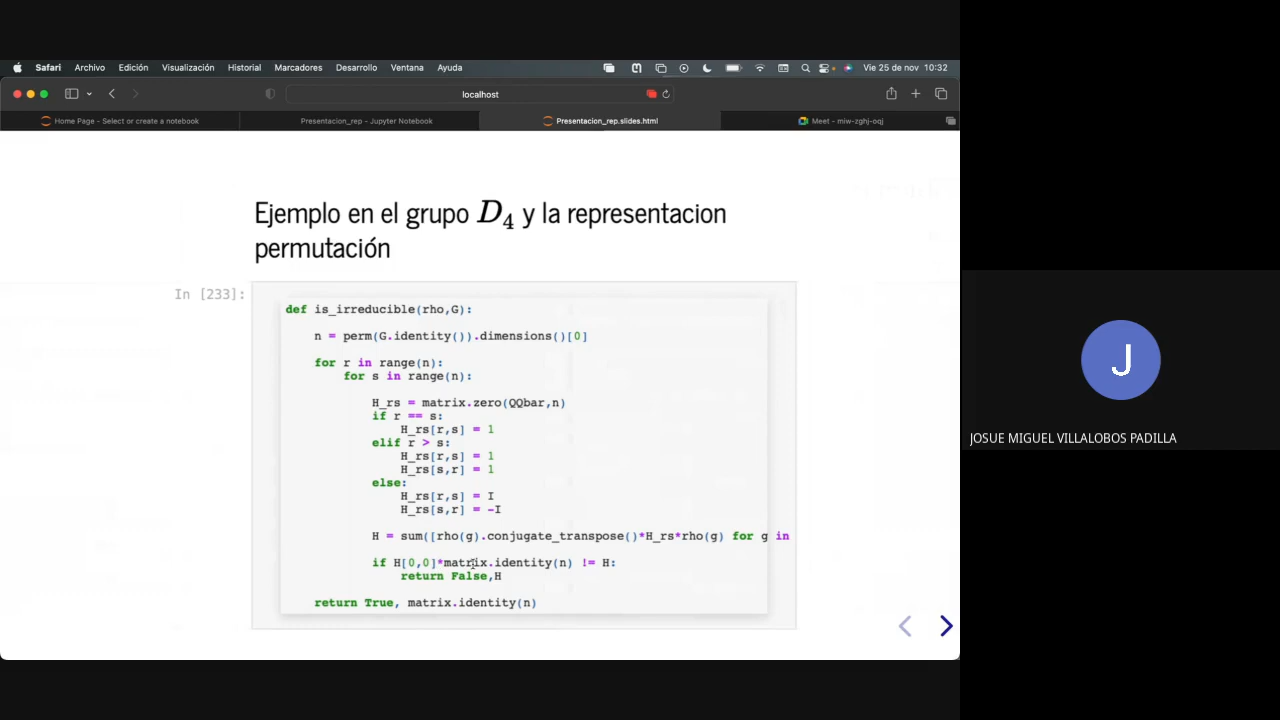 Safari Archivo Edición Visualización Historial Marcadores Desarrollo Ventana Ayuda Vie 25 de nov 10:32
localhost
Home Page - Select or create a notebook Presentacion_rep - Jupyter Notebook Presentacion_rep.slides.html Meet - miw-zghj-oqj
Ejemplo en el grupo D4 y la representacion
permutación
In [233]:
def is_irreducible(rho,G):
n = perm(G.identity()).dimensions()[0]
for r in range(n):
for s in range(n):
H_rs = matrix.zero(QQbar,n)
if r == s:
H_rs[r,s] = 1
elif r > s:
H_rs[r,s] = 1
H_rs[s,r] = 1
else:
H_rs[r,s] = I
H_rs[s,r] = -I
H = sum([rho(g).conjugate_transpose()*H_rs*rho(g) for g in
if H[0,0]*matrix.identity(n) != H:
return False,H
return True, matrix.identity(n)
J
JOSUE MIGUEL VILLALOBOS PADILLA